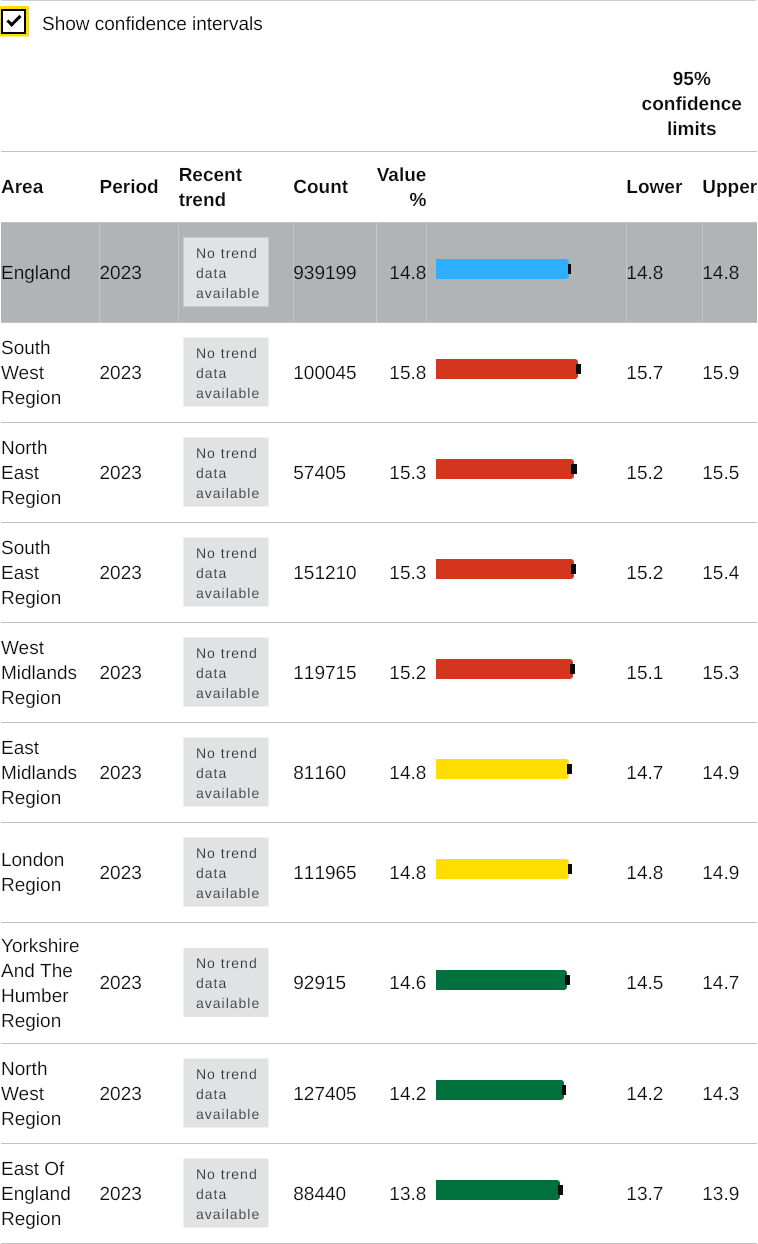 Show confidence intervals
95%
confidence
limits
Area Period Recent trend Count Value % Lower Upper
England 2023 No trend data available 939199 14.8 14.8 14.8
South West Region 2023 No trend data available 100045 15.8 15.7 15.9
North East Region 2023 No trend data available 57405 15.3 15.2 15.5
South East Region 2023 No trend data available 151210 15.3 15.2 15.4
West Midlands Region 2023 No trend data available 119715 15.2 15.1 15.3
East Midlands Region 2023 No trend data available 81160 14.8 14.7 14.9
London Region 2023 No trend data available 111965 14.8 14.8 14.9
Yorkshire And The Humber Region 2023 No trend data available 92915 14.6 14.5 14.7
North West Region 2023 No trend data available 127405 14.2 14.2 14.3
East Of England Region 2023 No trend data available 88440 13.8 13.7 13.9